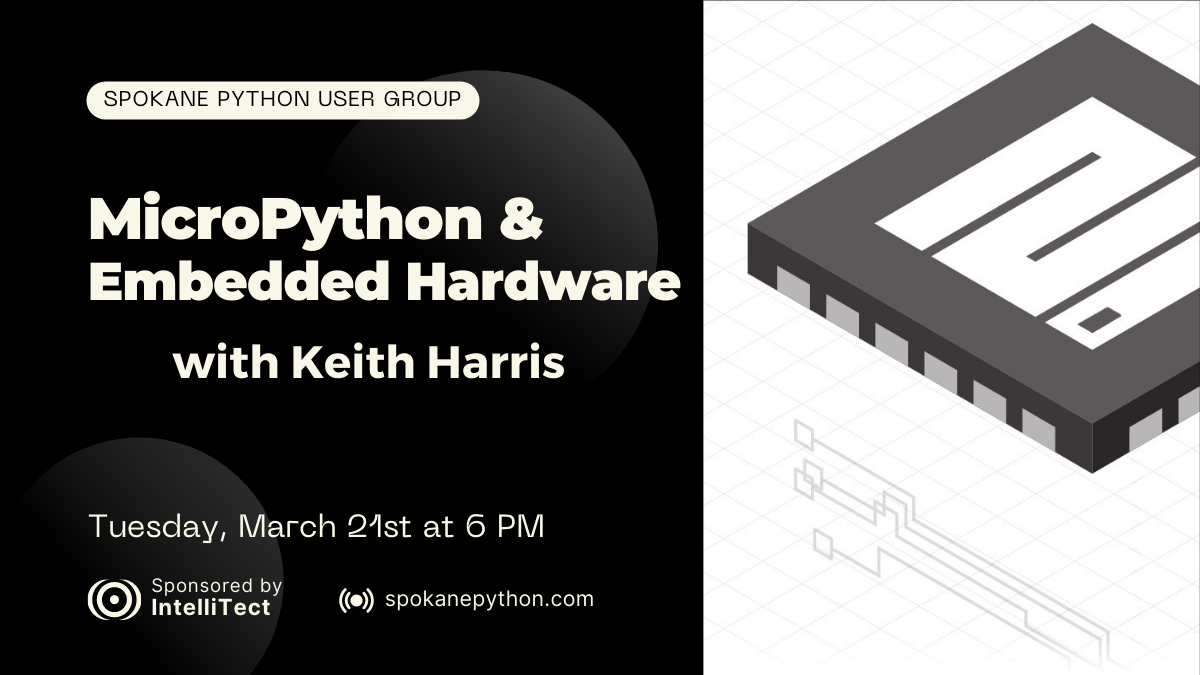 SPOKANE PYTHON USER GROUP
MicroPython &
Embedded Hardware
with Keith Harris
Tuesday, March 21st at 6 PM
Sponsored by
IntelliTect
spokanepython.com